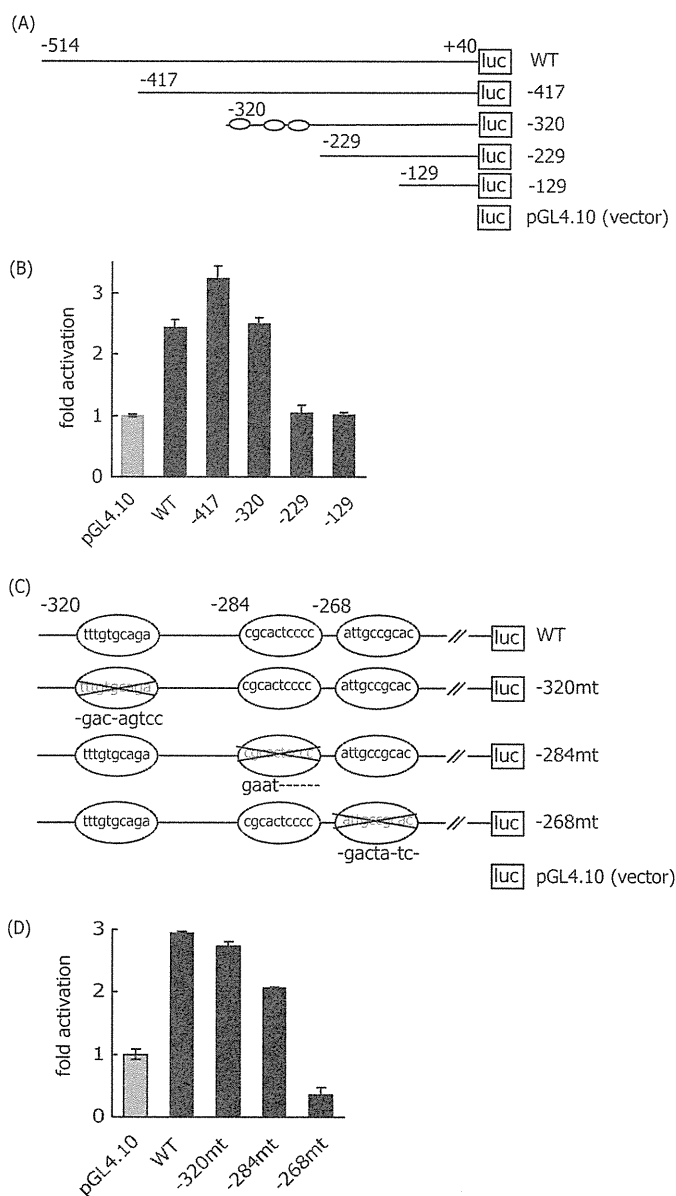 (A)
-514 +40 luc WT
-417 luc -417
-320 luc -320
-229 luc -229
-129 luc -129
luc pGL4.10 (vector)
(B)
fold activation
3
2
1
0
pGL4.10 WT -417 -320 -229 -129
(C)
-320 -284 -268
tttgtgcaga cgcactcccc attgccgcac luc WT
tttgtgcaga cgcactcccc attgccgcac luc -320mt
-gac-agtcc
tttgtgcaga cgcactcccc attgccgcac luc -284mt
gaat------
tttgtgcaga cgcactcccc attgccgcac luc -268mt
-gacta-tc-
luc pGL4.10 (vector)
(D)
fold activation
3
2
1
0
pGL4.10 WT -320mt -284mt -268mt